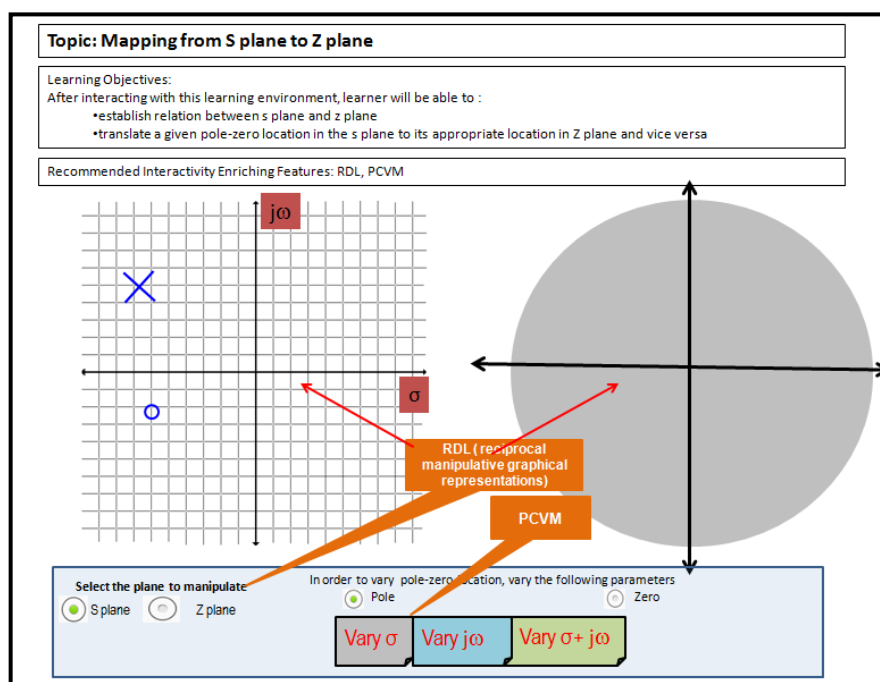 Topic: Mapping from S plane to Z plane
Learning Objectives:
After interacting with this learning environment, learner will be able to :
•establish relation between s plane and z plane
•translate a given pole-zero location in the s plane to its appropriate location in Z plane and vice versa
Recommended Interactivity Enriching Features: RDL, PCVM
jω
σ
RDL ( reciprocal
manipulative graphical
representations)
PCVM
Select the plane to manipulate
In order to vary pole-zero location, vary the following parameters
S plane
Z plane
Pole
Zero
Vary σ
Vary jω
Vary σ+ jω